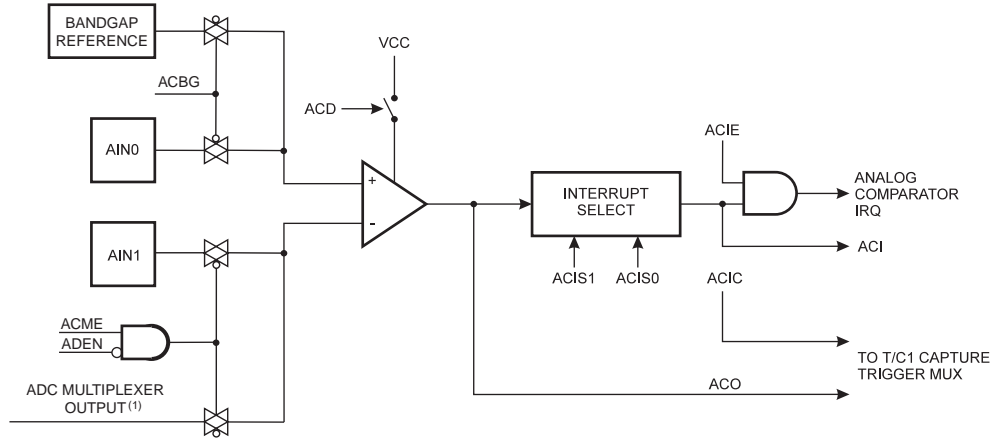 BANDGAP
REFERENCE
ACBG
AIN0
AIN1
ACME
ADEN
ADC MULTIPLEXER
OUTPUT(1)
VCC
ACD
+
-
INTERRUPT
SELECT
ACIS1
ACIS0
ACIE
ANALOG
COMPARATOR
IRQ
ACI
ACIC
TO T/C1 CAPTURE
TRIGGER MUX
ACO